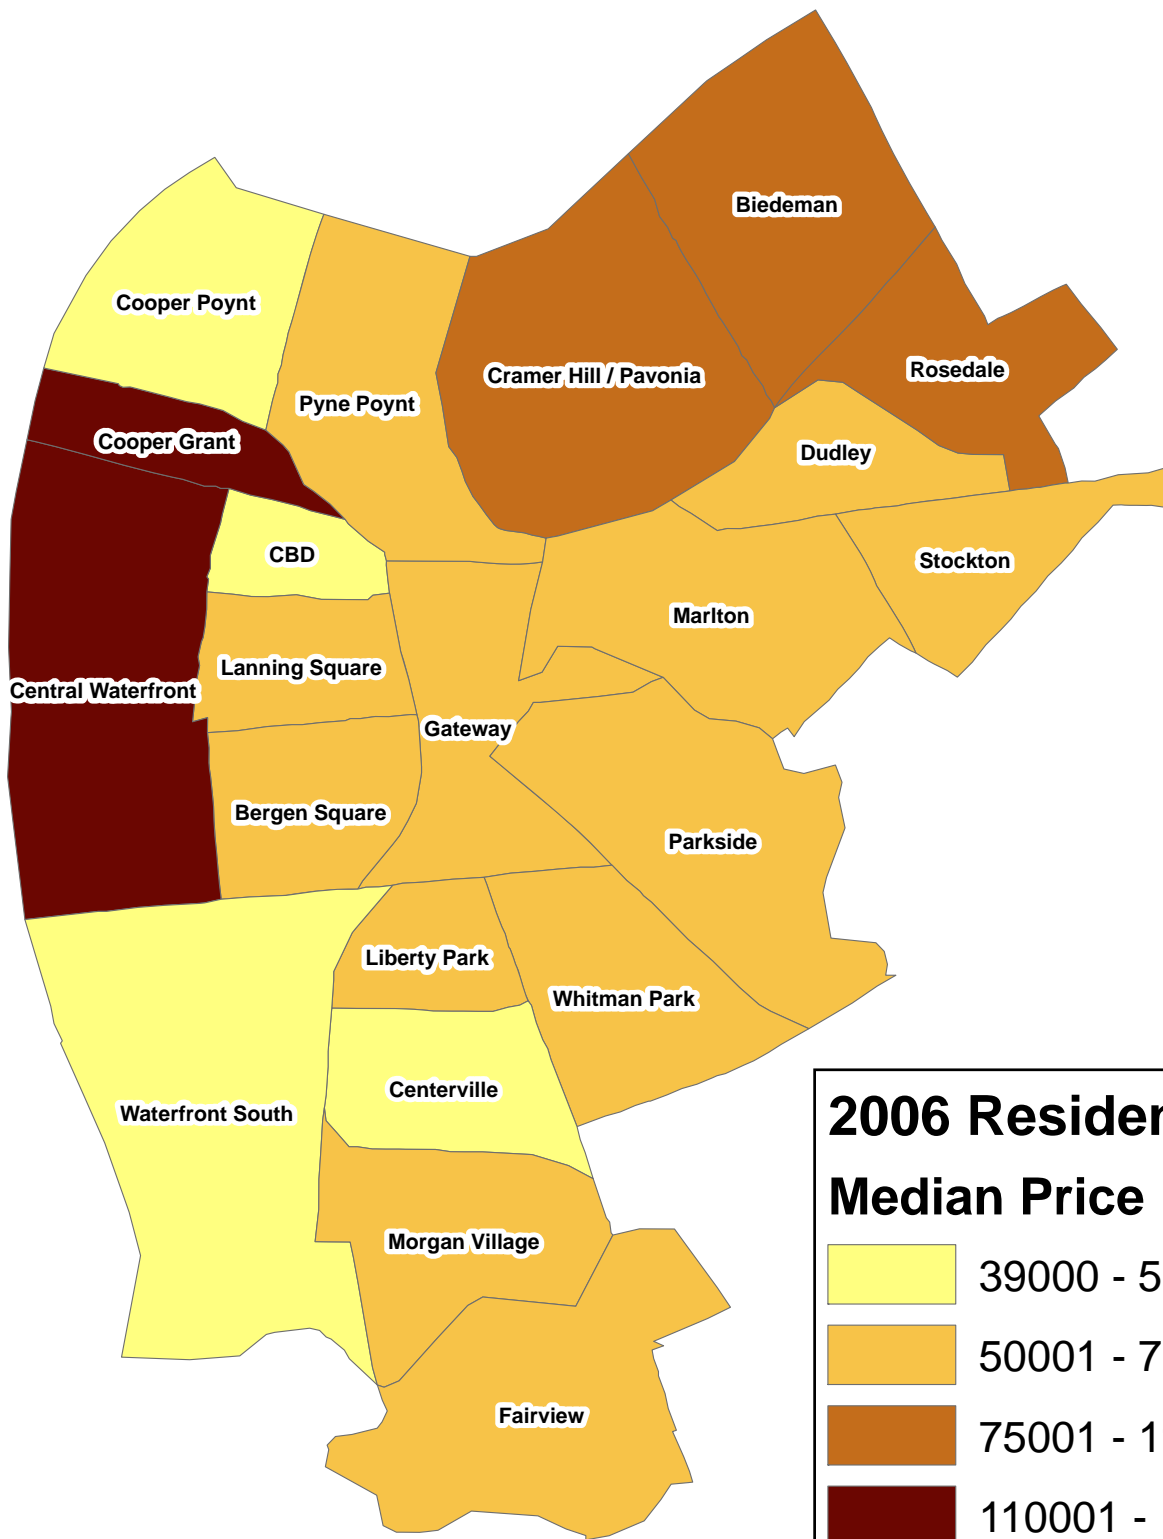 Biedeman
Cooper Poynt
Rosedale
Cramer Hill / Pavonia
Pyne Poynt
Cooper Grant
Dudley
CBD
Stockton
Marlton
Lanning Square
Central Waterfront
Gateway
Bergen Square
Parkside
Liberty Park
Whitman Park
Centerville
Waterfront South
Morgan Village
Fairview
2006 Residen
Median Price
39000 - 5
50001 - 7
75001 - 1
110001 -